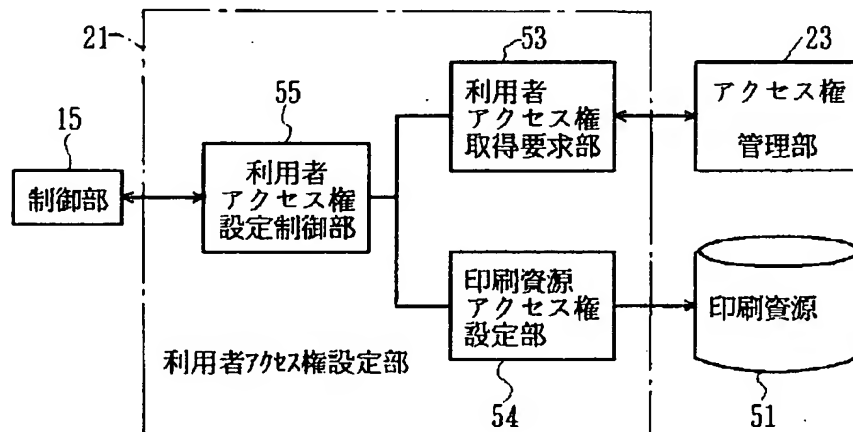 21
53
23
利用者
アクセス権
取得要求部
アクセス権
管理部
55
15
制御部
利用者
アクセス権
設定制御部
印刷資源
アクセス権
設定部
印刷資源
利用者アクセス権設定部
54
51